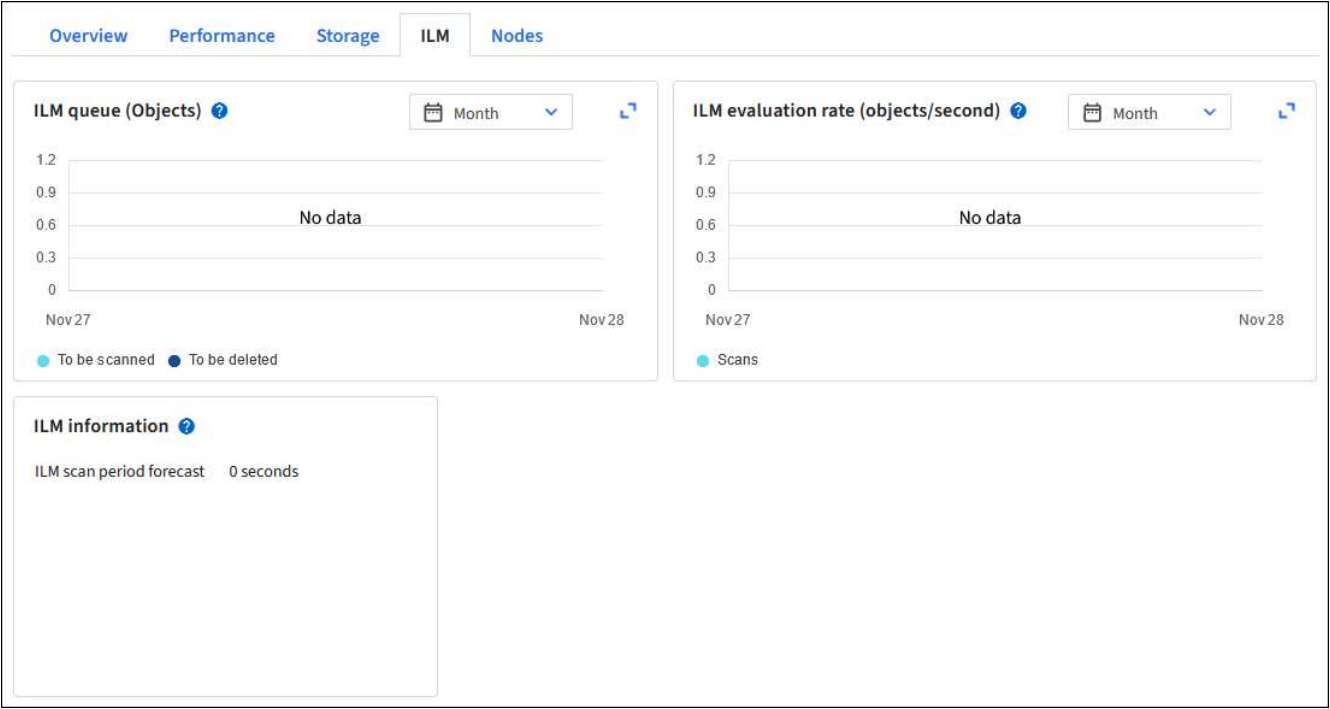 Overview Performance Storage ILM Nodes
ILM queue (Objects) ?
Month
1.2
0.9
0.6
0.3
0
No data
Nov 27 Nov 28
To be scanned To be deleted
ILM evaluation rate (objects/second) ?
Month
1.2
0.9
0.6
0.3
0
No data
Nov 27 Nov 28
Scans
ILM information ?
ILM scan period forecast 0 seconds